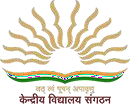 तत् त्वं पूषन् अपावृणु
केन्द्रीय विद्यालय संगठन